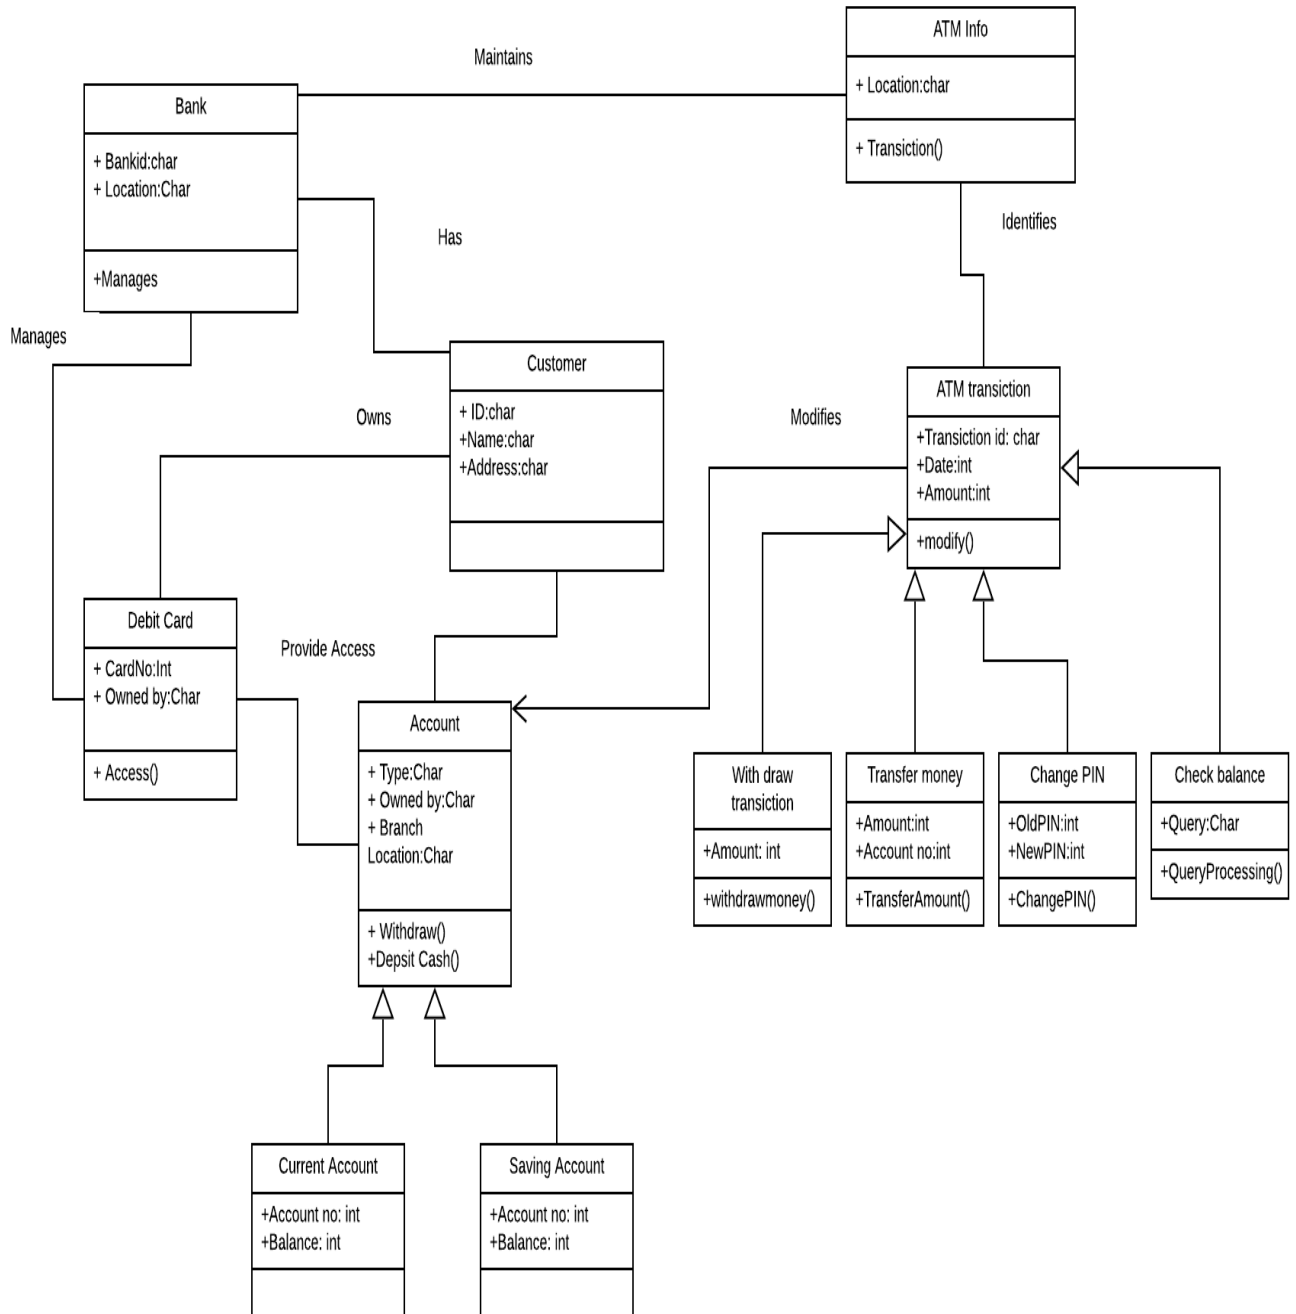 ATM Info
+ Location:char
+ Transiction()
Maintains
Bank
+ Bankid:char
+ Location:Char
+Manages
Has
Identifies
Manages
Customer
+ ID:char
+Name:char
+Address:char
Owns
Modifies
ATM transiction
+Transiction id: char
+Date:int
+Amount:int
+modify()
Debit Card
+ CardNo:Int
+ Owned by:Char
+ Access()
Provide Access
Account
+ Type:Char
+ Owned by:Char
+ Branch
Location:Char
+ Withdraw()
+Depsit Cash()
With draw
transiction
+Amount: int
+withdrawmoney()
Transfer money
+Amount:int
+Account no:int
+TransferAmount()
Change PIN
+OldPIN:int
+NewPIN:int
+ChangePIN()
Check balance
+Query:Char
+QueryProcessing()
Current Account
+Account no: int
+Balance: int
Saving Account
+Account no: int
+Balance: int